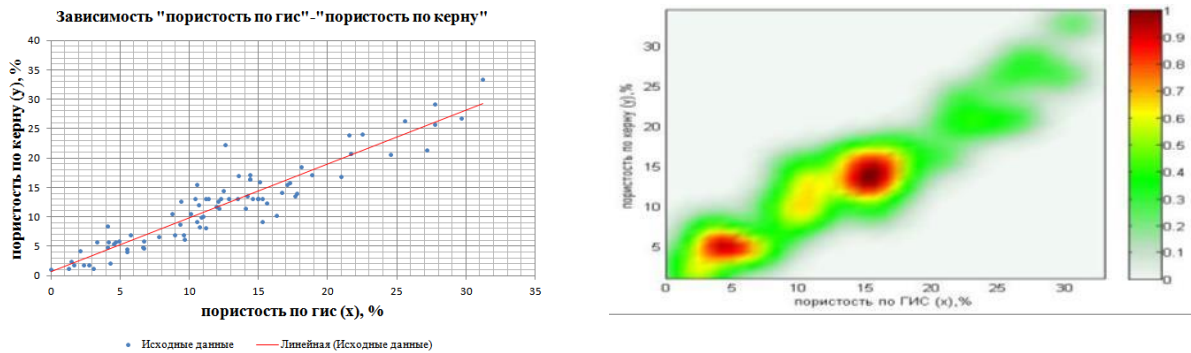 Зависимость "пористость по гис"-"пористость по керну"
пористость по керну (y), %
40
35
30
25
20
15
10
5
0
0 5 10 15 20 25 30 35
пористость по гис (x), %
Исходные данные
Линейная (Исходные данные)
пористость по керну (y),%
30
25
20
15
10
5
0 5 10 15 20 25 30
пористость по ГИС (x),%
1
0.9
0.8
0.7
0.6
0.5
0.4
0.3
0.2
0.1
0